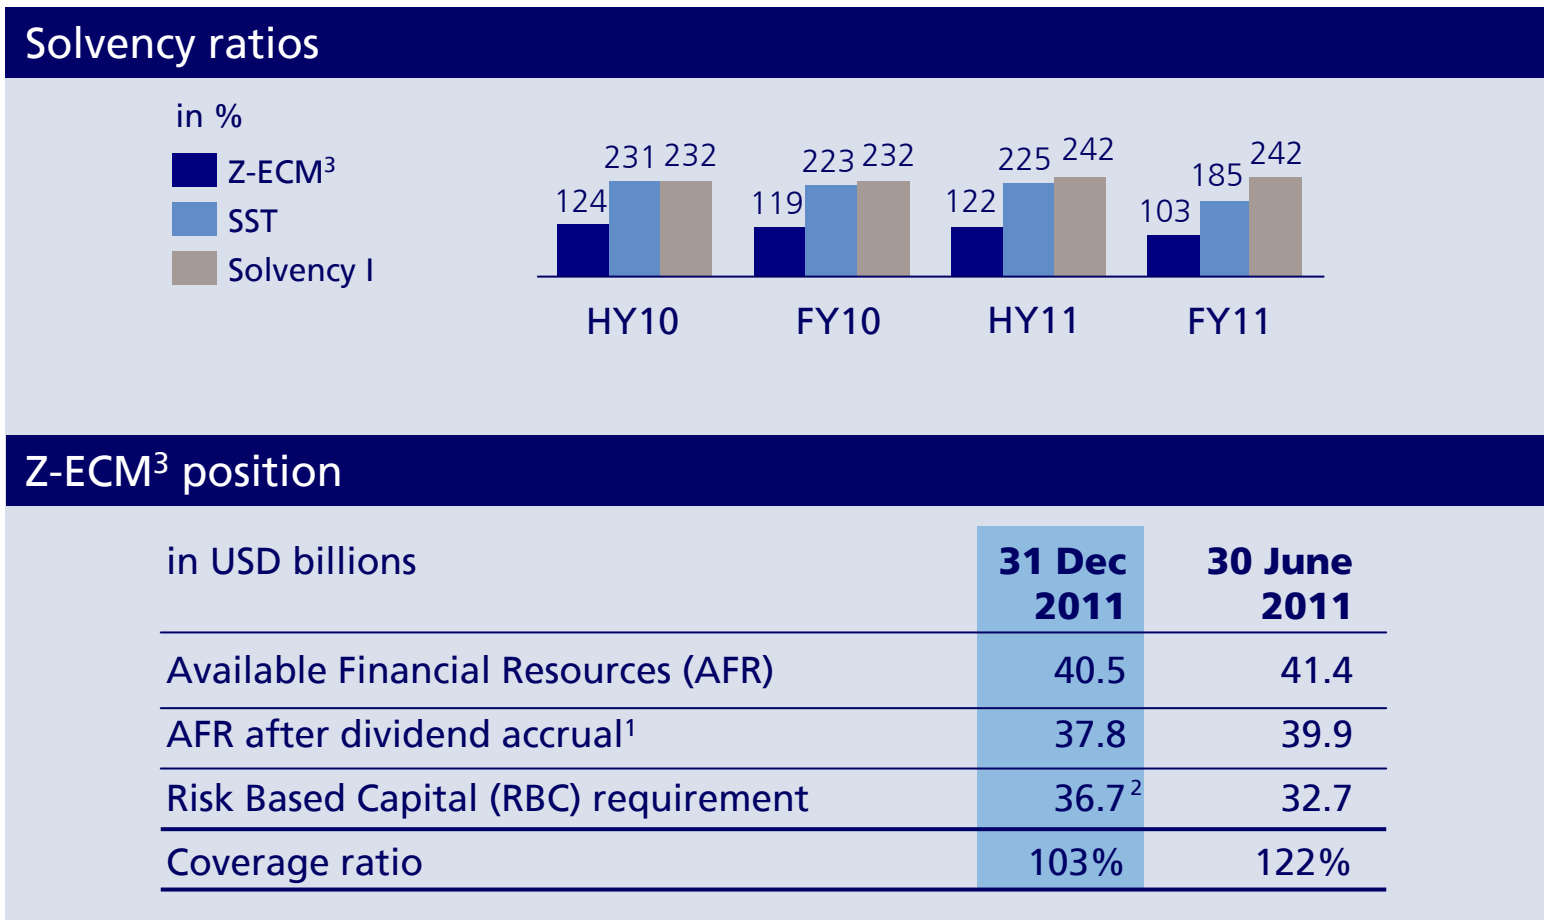 Solvency ratios
in %
Z-ECM³
SST
Solvency I
124 231 232 119 223 232 122 225 242 103 185 242
HY10 FY10 HY11 FY11
Z-ECM³ position
in USD billions 31 Dec 2011 30 June 2011
Available Financial Resources (AFR) 40.5 41.4
AFR after dividend accrual¹ 37.8 39.9
Risk Based Capital (RBC) requirement 36.7² 32.7
Coverage ratio 103% 122%